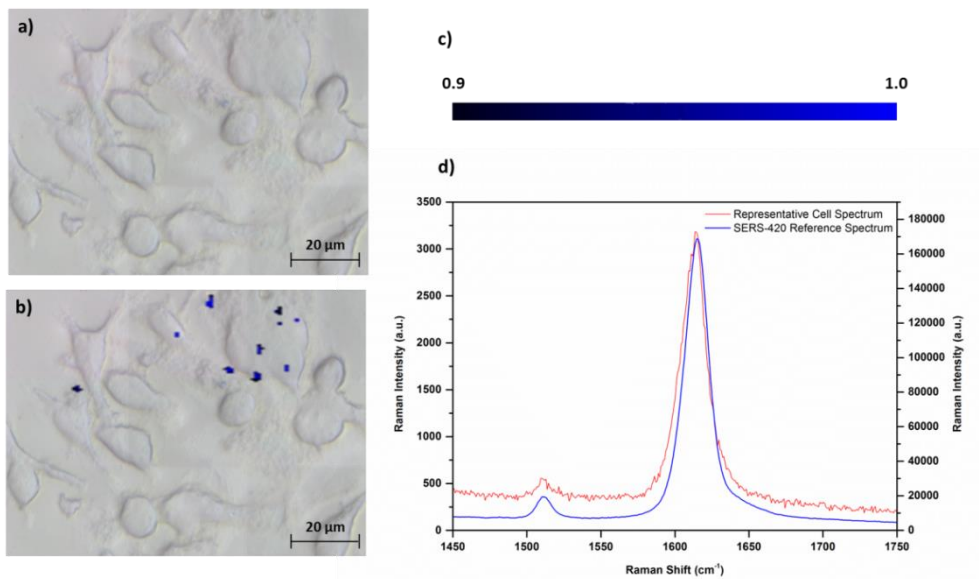 a)
20 µm
b)
20 µm
c)
0.9 1.0
d)
Representative Cell Spectrum
SERS-420 Reference Spectrum
Raman Intensity (a.u.)
3500
3000
2500
2000
1500
1000
500
0
180000
160000
140000
120000
100000
80000
60000
40000
20000
0
Raman Intensity (a.u.)
1450 1500 1550 1600 1650 1700 1750
Raman Shift (cm⁻¹)